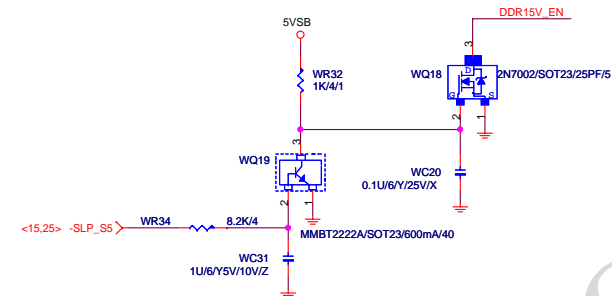 DDR15V_EN
5VSB
3
WR32
1K/4/1
WQ18
D
2N7002/SOT23/25PF/5
G
S
2
1
3
WQ19
WC20
0.1U/6/Y/25V/X
2
1
<15,25> -SLP_S5
WR34
8.2K/4
MMBT2222A/SOT23/600mA/40
WC31
1U/6/Y5V/10V/Z